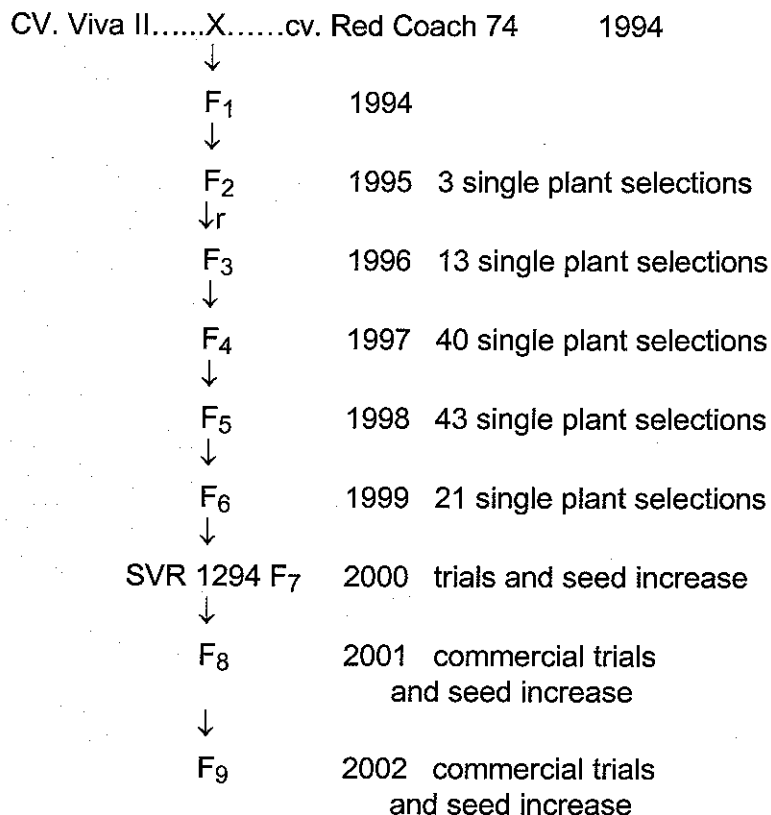 CV. Viva II......X......cv. Red Coach 74 1994
↓
F₁ 1994
↓
F₂ 1995 3 single plant selections
↓r
F₃ 1996 13 single plant selections
↓
F₄ 1997 40 single plant selections
↓
F₅ 1998 43 single plant selections
↓
F₆ 1999 21 single plant selections
↓
SVR 1294 F₇ 2000 trials and seed increase
↓
F₈ 2001 commercial trials
and seed increase
↓
F₉ 2002 commercial trials
and seed increase